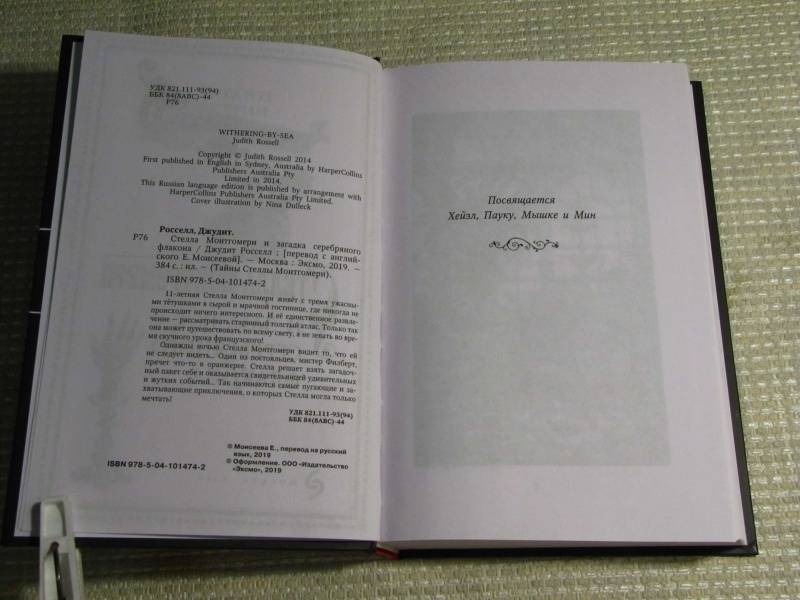 УДК 821.111-93(94)
ББК 84(8АВС)-44
Р76
WITHERING-BY-SEA
Judith Rossell
Copyright © Judith Rossell 2014
First published in English in Sydney, Australia by HarperCollins
Publishers Australia Pty
Limited in 2014.
This Russian language edition is published by arrangement with
HarperCollins Publishers Australia Pty Limited.
Cover illustration by Nina Dulleck
Росселл, Джудит.
Р76 Стелла Монтгомери и загадка серебряного
флакона / Джудит Росселл ; [перевод с англий-
ского Е. Моисеевой]. — Москва : Эксмо, 2019. —
384 с. : ил. — (Тайны Стеллы Монтгомери).
ISBN 978-5-04-101474-2
11-летняя Стелла Монтгомери живёт с тремя ужасны-
ми тётушками в сырой и мрачной гостинице, где никогда не
происходит ничего интересного. И её единственное развле-
чение — рассматривать старинный толстый атлас. Только так
она может путешествовать по всему свету, а не зевать во вре-
мя скучного урока французского!
Однажды ночью Стелла Монтгомери видит то, что ей
не следует видеть... Один из постояльцев, мистер Филберт,
прячет что-то в оранжерее. Стелла решает взять загадоч-
ный пакет себе и оказывается свидетельницей удивительных
и жутких событий... Так начинаются самые пугающие и за-
хватывающие приключения, о которых Стелла могла только
мечтать!
УДК 821.111-93(94)
ББК 84(8АВС)-44
© Моисеева Е., перевод на русский
язык, 2019
© Оформление. ООО «Издательство
«Эксмо», 2019
ISBN 978-5-04-101474-2
Посвящается
Хейзл, Пауку, Мышке и Мин